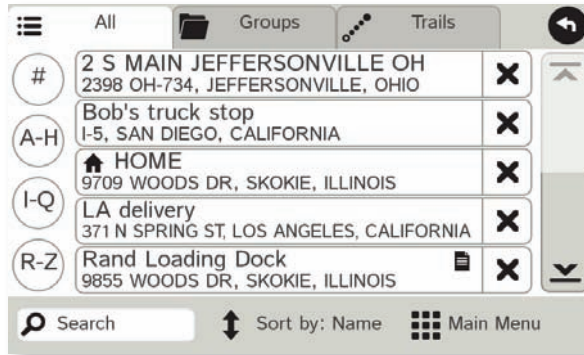 All
Groups
Trails
#
2 S MAIN JEFFERSONVILLE OH
2398 OH-734, JEFFERSONVILLE, OHIO
A-H
Bob's truck stop
I-5, SAN DIEGO, CALIFORNIA
HOME
9709 WOODS DR, SKOKIE, ILLINOIS
I-Q
LA delivery
371 N SPRING ST, LOS ANGELES, CALIFORNIA
R-Z
Rand Loading Dock
9855 WOODS DR, SKOKIE, ILLINOIS
Search
Sort by: Name
Main Menu